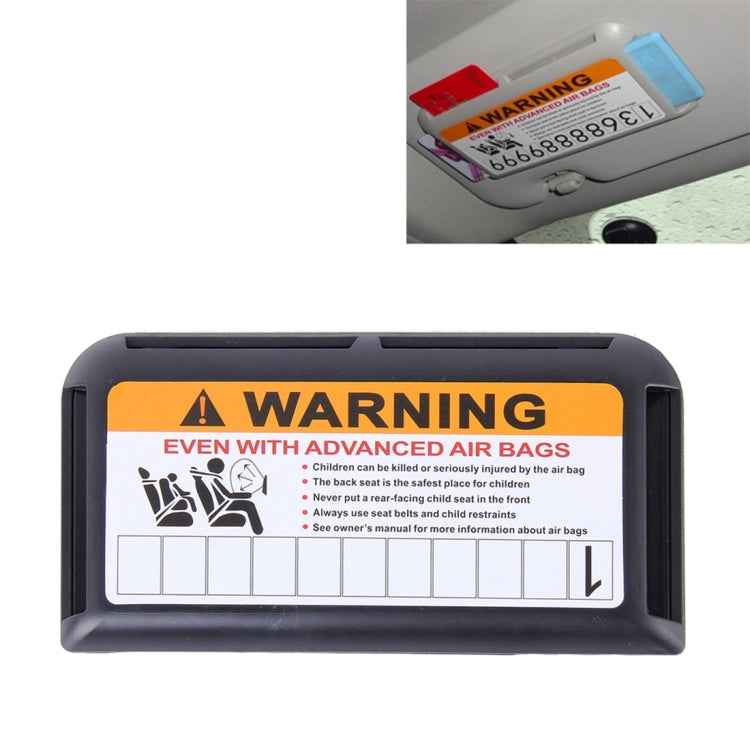 WARNING
EVEN WITH ADVANCED AIR BAGS
13688889999
WARNING
EVEN WITH ADVANCED AIR BAGS
• Children can be killed or seriously injured by the air bag
• The back seat is the safest place for children
• Never put a rear-facing child seat in the front
• Always use seat belts and child restraints
• See owner's manual for more information about air bags
1